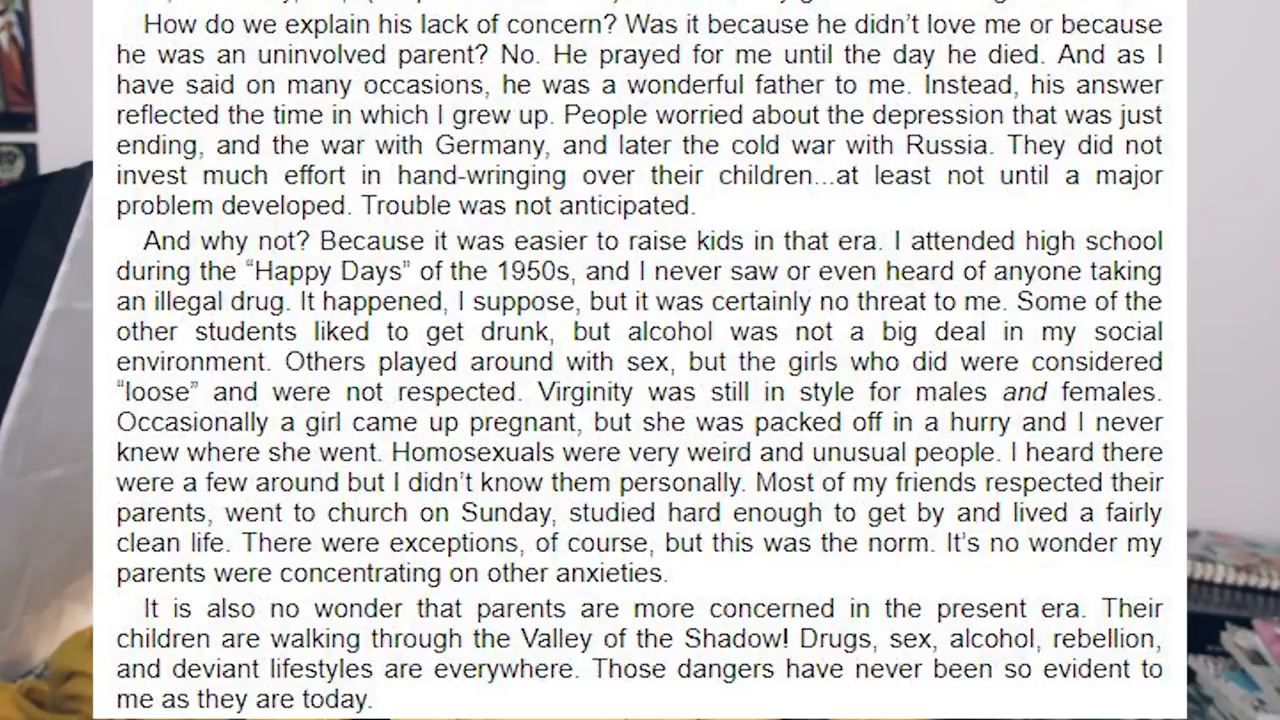 How do we explain his lack of concern? Was it because he didn’t love me or because
he was an uninvolved parent? No. He prayed for me until the day he died. And as I
have said on many occasions, he was a wonderful father to me. Instead, his answer
reflected the time in which I grew up. People worried about the depression that was just
ending, and the war with Germany, and later the cold war with Russia. They did not
invest much effort in hand-wringing over their children...at least not until a major
problem developed. Trouble was not anticipated.
And why not? Because it was easier to raise kids in that era. I attended high school
during the “Happy Days” of the 1950s, and I never saw or even heard of anyone taking
an illegal drug. It happened, I suppose, but it was certainly no threat to me. Some of the
other students liked to get drunk, but alcohol was not a big deal in my social
environment. Others played around with sex, but the girls who did were considered
“loose” and were not respected. Virginity was still in style for males and females.
Occasionally a girl came up pregnant, but she was packed off in a hurry and I never
knew where she went. Homosexuals were very weird and unusual people. I heard there
were a few around but I didn’t know them personally. Most of my friends respected their
parents, went to church on Sunday, studied hard enough to get by and lived a fairly
clean life. There were exceptions, of course, but this was the norm. It’s no wonder my
parents were concentrating on other anxieties.
It is also no wonder that parents are more concerned in the present era. Their
children are walking through the Valley of the Shadow! Drugs, sex, alcohol, rebellion,
and deviant lifestyles are everywhere. Those dangers have never been so evident to
me as they are today.